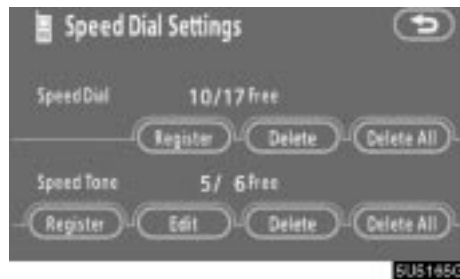 Speed Dial Settings
Speed Dial 10/17 Free
Register Delete Delete All
Speed Tone 5/ 6 Free
Register Edit Delete Delete All
5U5165G